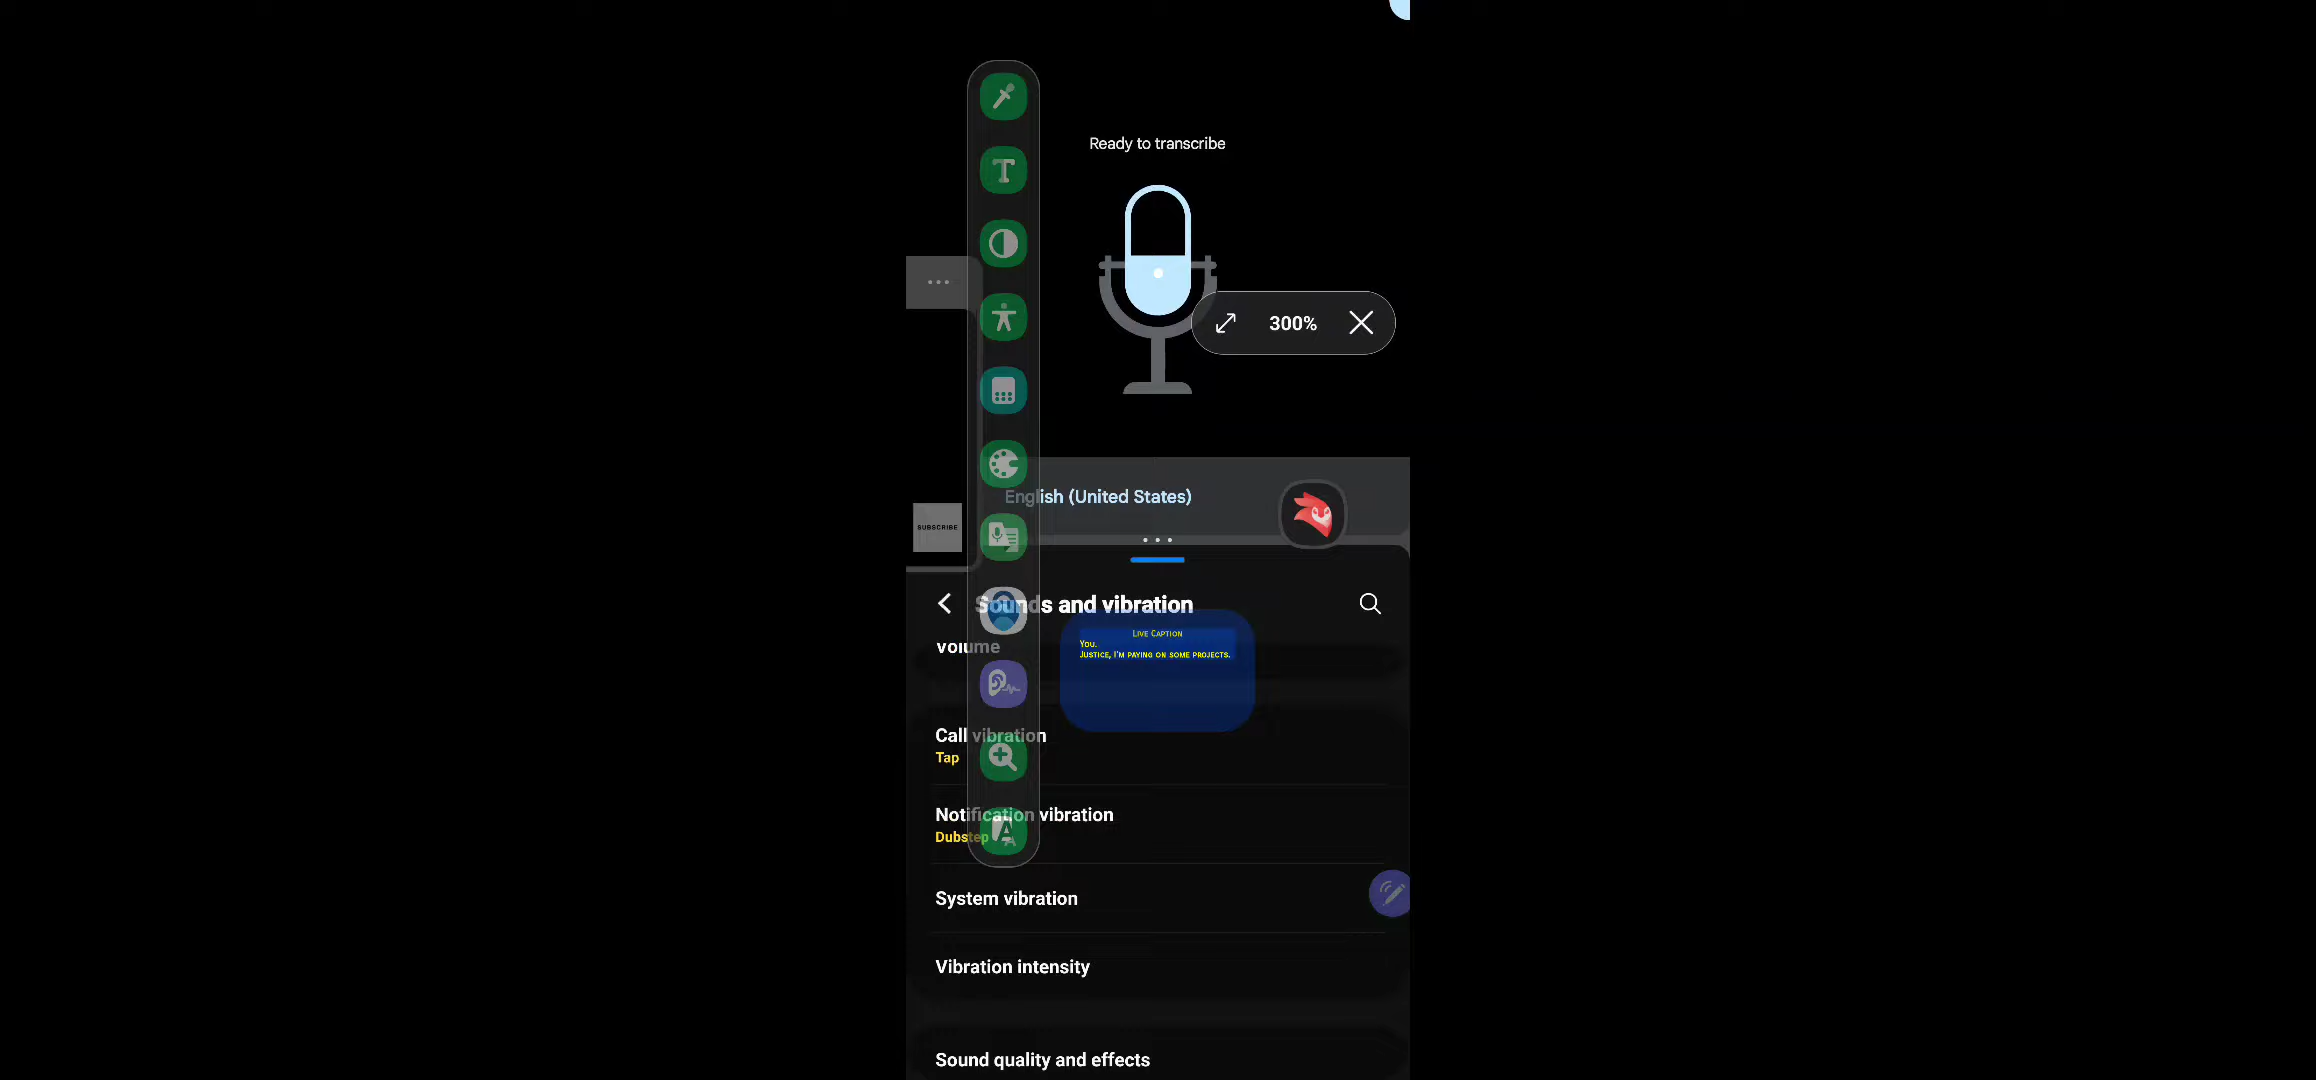 Ready to transcribe
300%
English (United States)
SUBSCRIBE
Sounds and vibration
Volume
LIVE CAPTION
YOU.
JUSTICE, I'M PAYING ON SOME PROJECTS.
Call vibration
Tap
Notification vibration
Dubstep
System vibration
Vibration intensity
Sound quality and effects